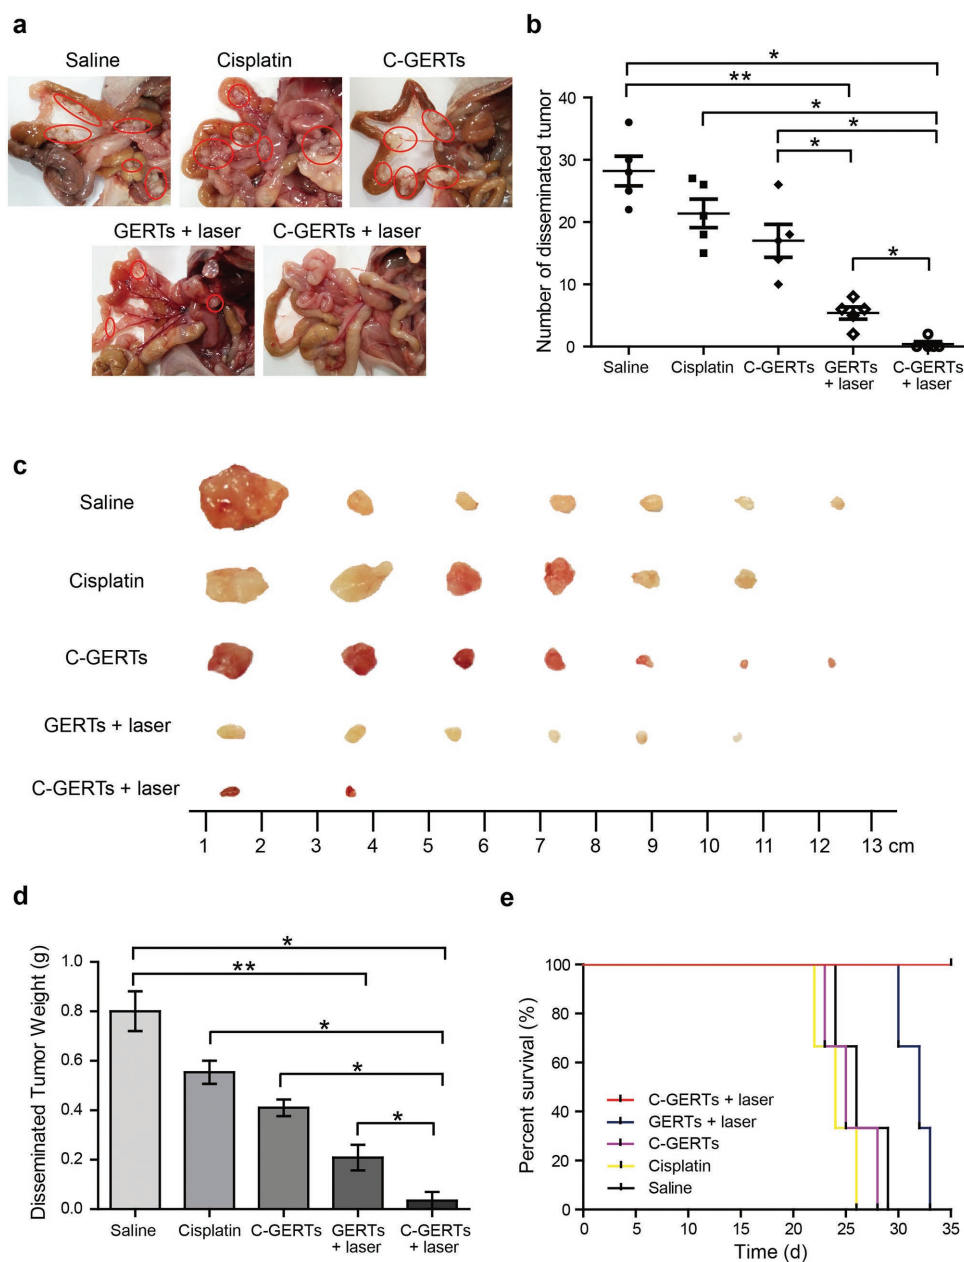 a
Saline
Cisplatin
C-GERTs
GERTs + laser
C-GERTs + laser
b
Number of disseminated tumor
40
30
20
10
0
*
**
*
*
*
*
Saline
Cisplatin
C-GERTs
GERTs
+ laser
C-GERTs
+ laser
c
Saline
Cisplatin
C-GERTs
GERTs + laser
C-GERTs + laser
1 2 3 4 5 6 7 8 9 10 11 12 13 cm
d
Disseminated Tumor Weight (g)
1.0
0.8
0.6
0.4
0.2
0.0
*
**
*
*
*
Saline
Cisplatin
C-GERTs
GERTs
+ laser
C-GERTs
+ laser
e
Percent survival (%)
100
80
60
40
20
0
C-GERTs + laser
GERTs + laser
C-GERTs
Cisplatin
Saline
0 5 10 15 20 25 30 35
Time (d)